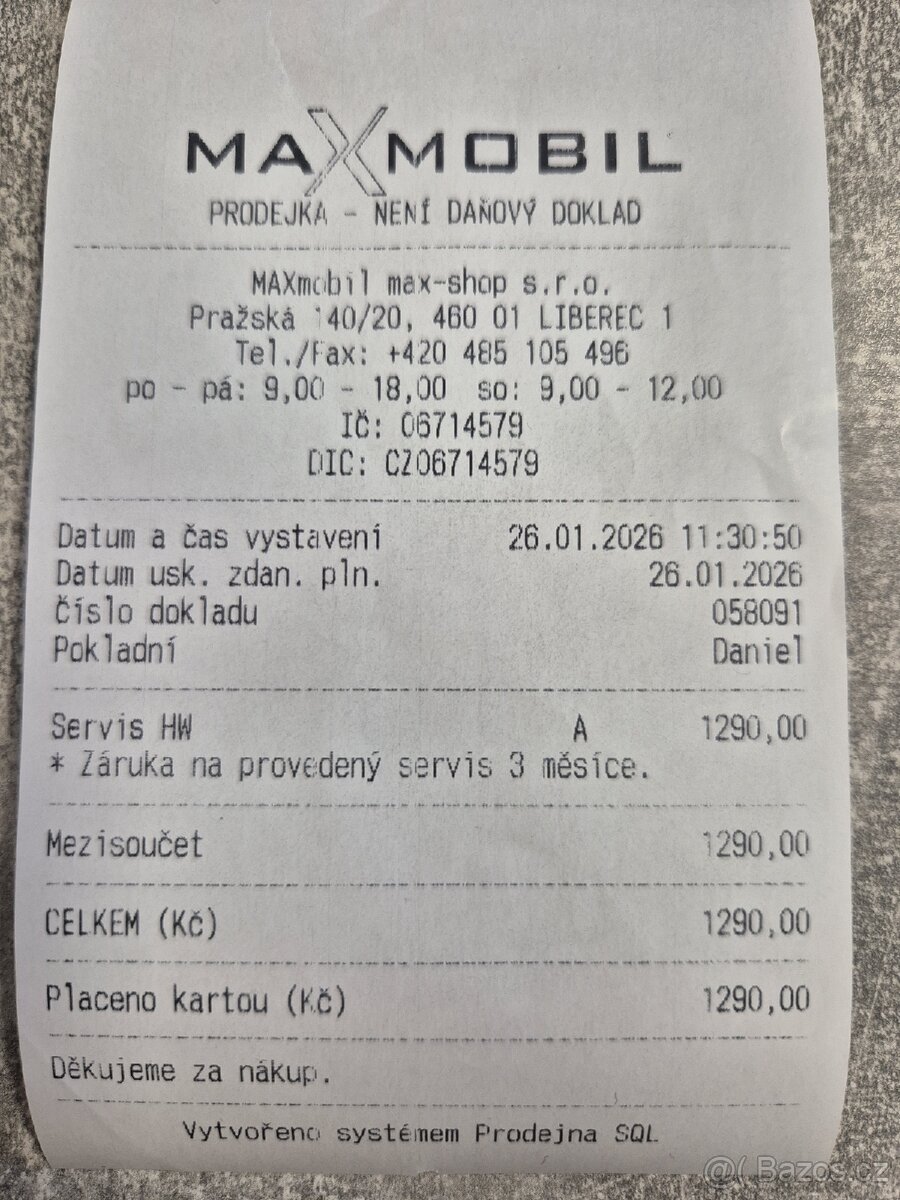 MAXMOBIL
PRODEJKA - NENÍ DAŇOVÝ DOKLAD
MAXmobil max-shop s.r.o.
Pražská 140/20, 460 01 LIBEREC 1
Tel./Fax: +420 485 105 496
po - pá: 9,00 - 18,00 so: 9,00 - 12,00
IČ: 06714579
DIC: CZ06714579
Datum a čas vystavení 26.01.2026 11:30:50
Datum usk. zdan. pln. 26.01.2026
Číslo dokladu 058091
Pokladní Daniel
Servis HW A 1290,00
* Záruka na provedený servis 3 měsíce.
Mezisoučet 1290,00
CELKEM (Kč) 1290,00
Placeno kartou (Kč) 1290,00
Děkujeme za nákup.
Vytvořeno systémem Prodejna SQL
@( Bazos.cz